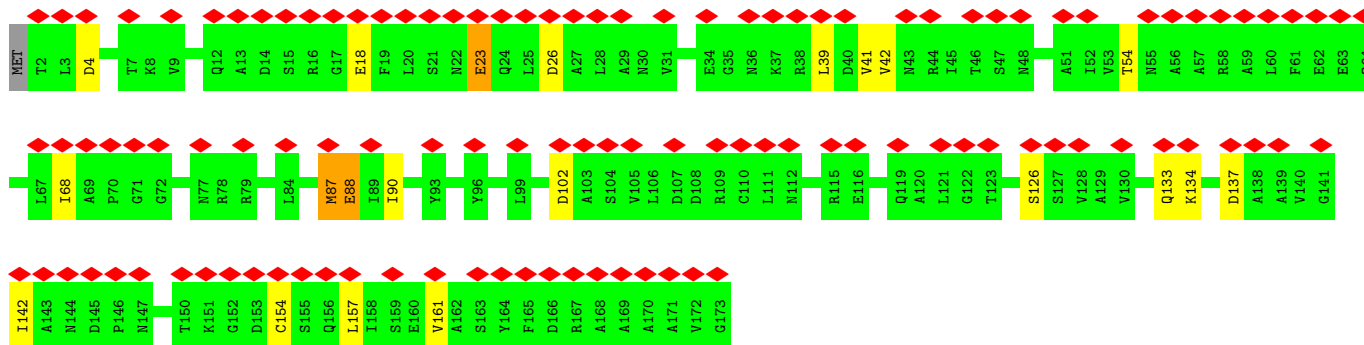 MET T2 L3 D4 T7 K8 V9 Q12 A13 D14 S15 R16 G17 E18 F19 L20 S21 N22 E23 Q24 L25 D26 A27 L28 A29 N30 V31 E34 G35 N36 K37 R38 L39 D40 V41 V42 N43 R44 I45 T46 S47 N48 A51 I52 V53 T54 N55 A56 A57 R58 A59 L60 F61 E62 E63
L67 I68 A69 P70 G71 G72 N77 R78 R79 L84 M87 E88 I89 I90 Y93 Y96 L99 D102 A103 S104 V105 L106 D107 D108 R109 C110 L111 N112 R115 E116 Q119 A120 L121 G122 T123 S126 S127 V128 A129 V130 Q133 K134 D137 A138 A139 V140 G141
I142 A143 N144 D145 P146 N147 T150 K151 G152 D153 C154 S155 Q156 L157 I158 S159 E160 V161 A162 S163 Y164 F165 D166 R167 A168 A169 A170 A171 V172 G173